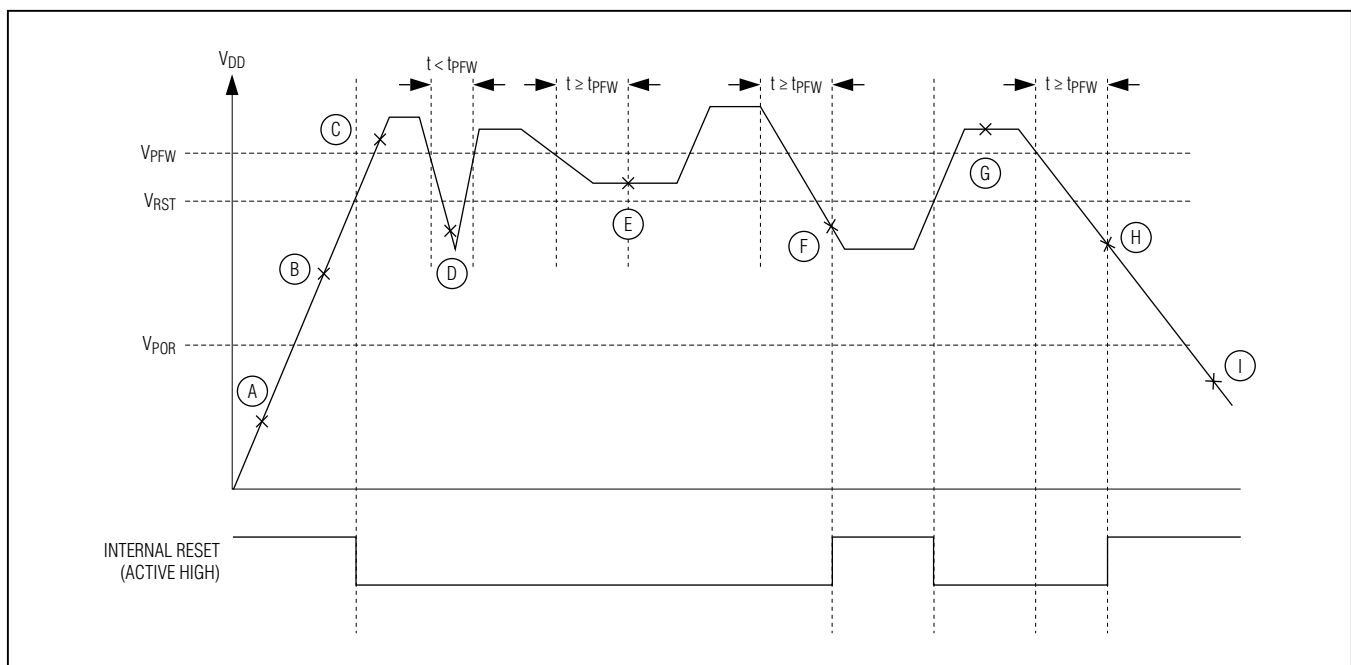 VDD
t < tPFW
t ≥ tPFW
t ≥ tPFW
t ≥ tPFW
C
VPFW
G
VRST
E
F
H
B
D
VPOR
I
A
INTERNAL RESET
(ACTIVE HIGH)